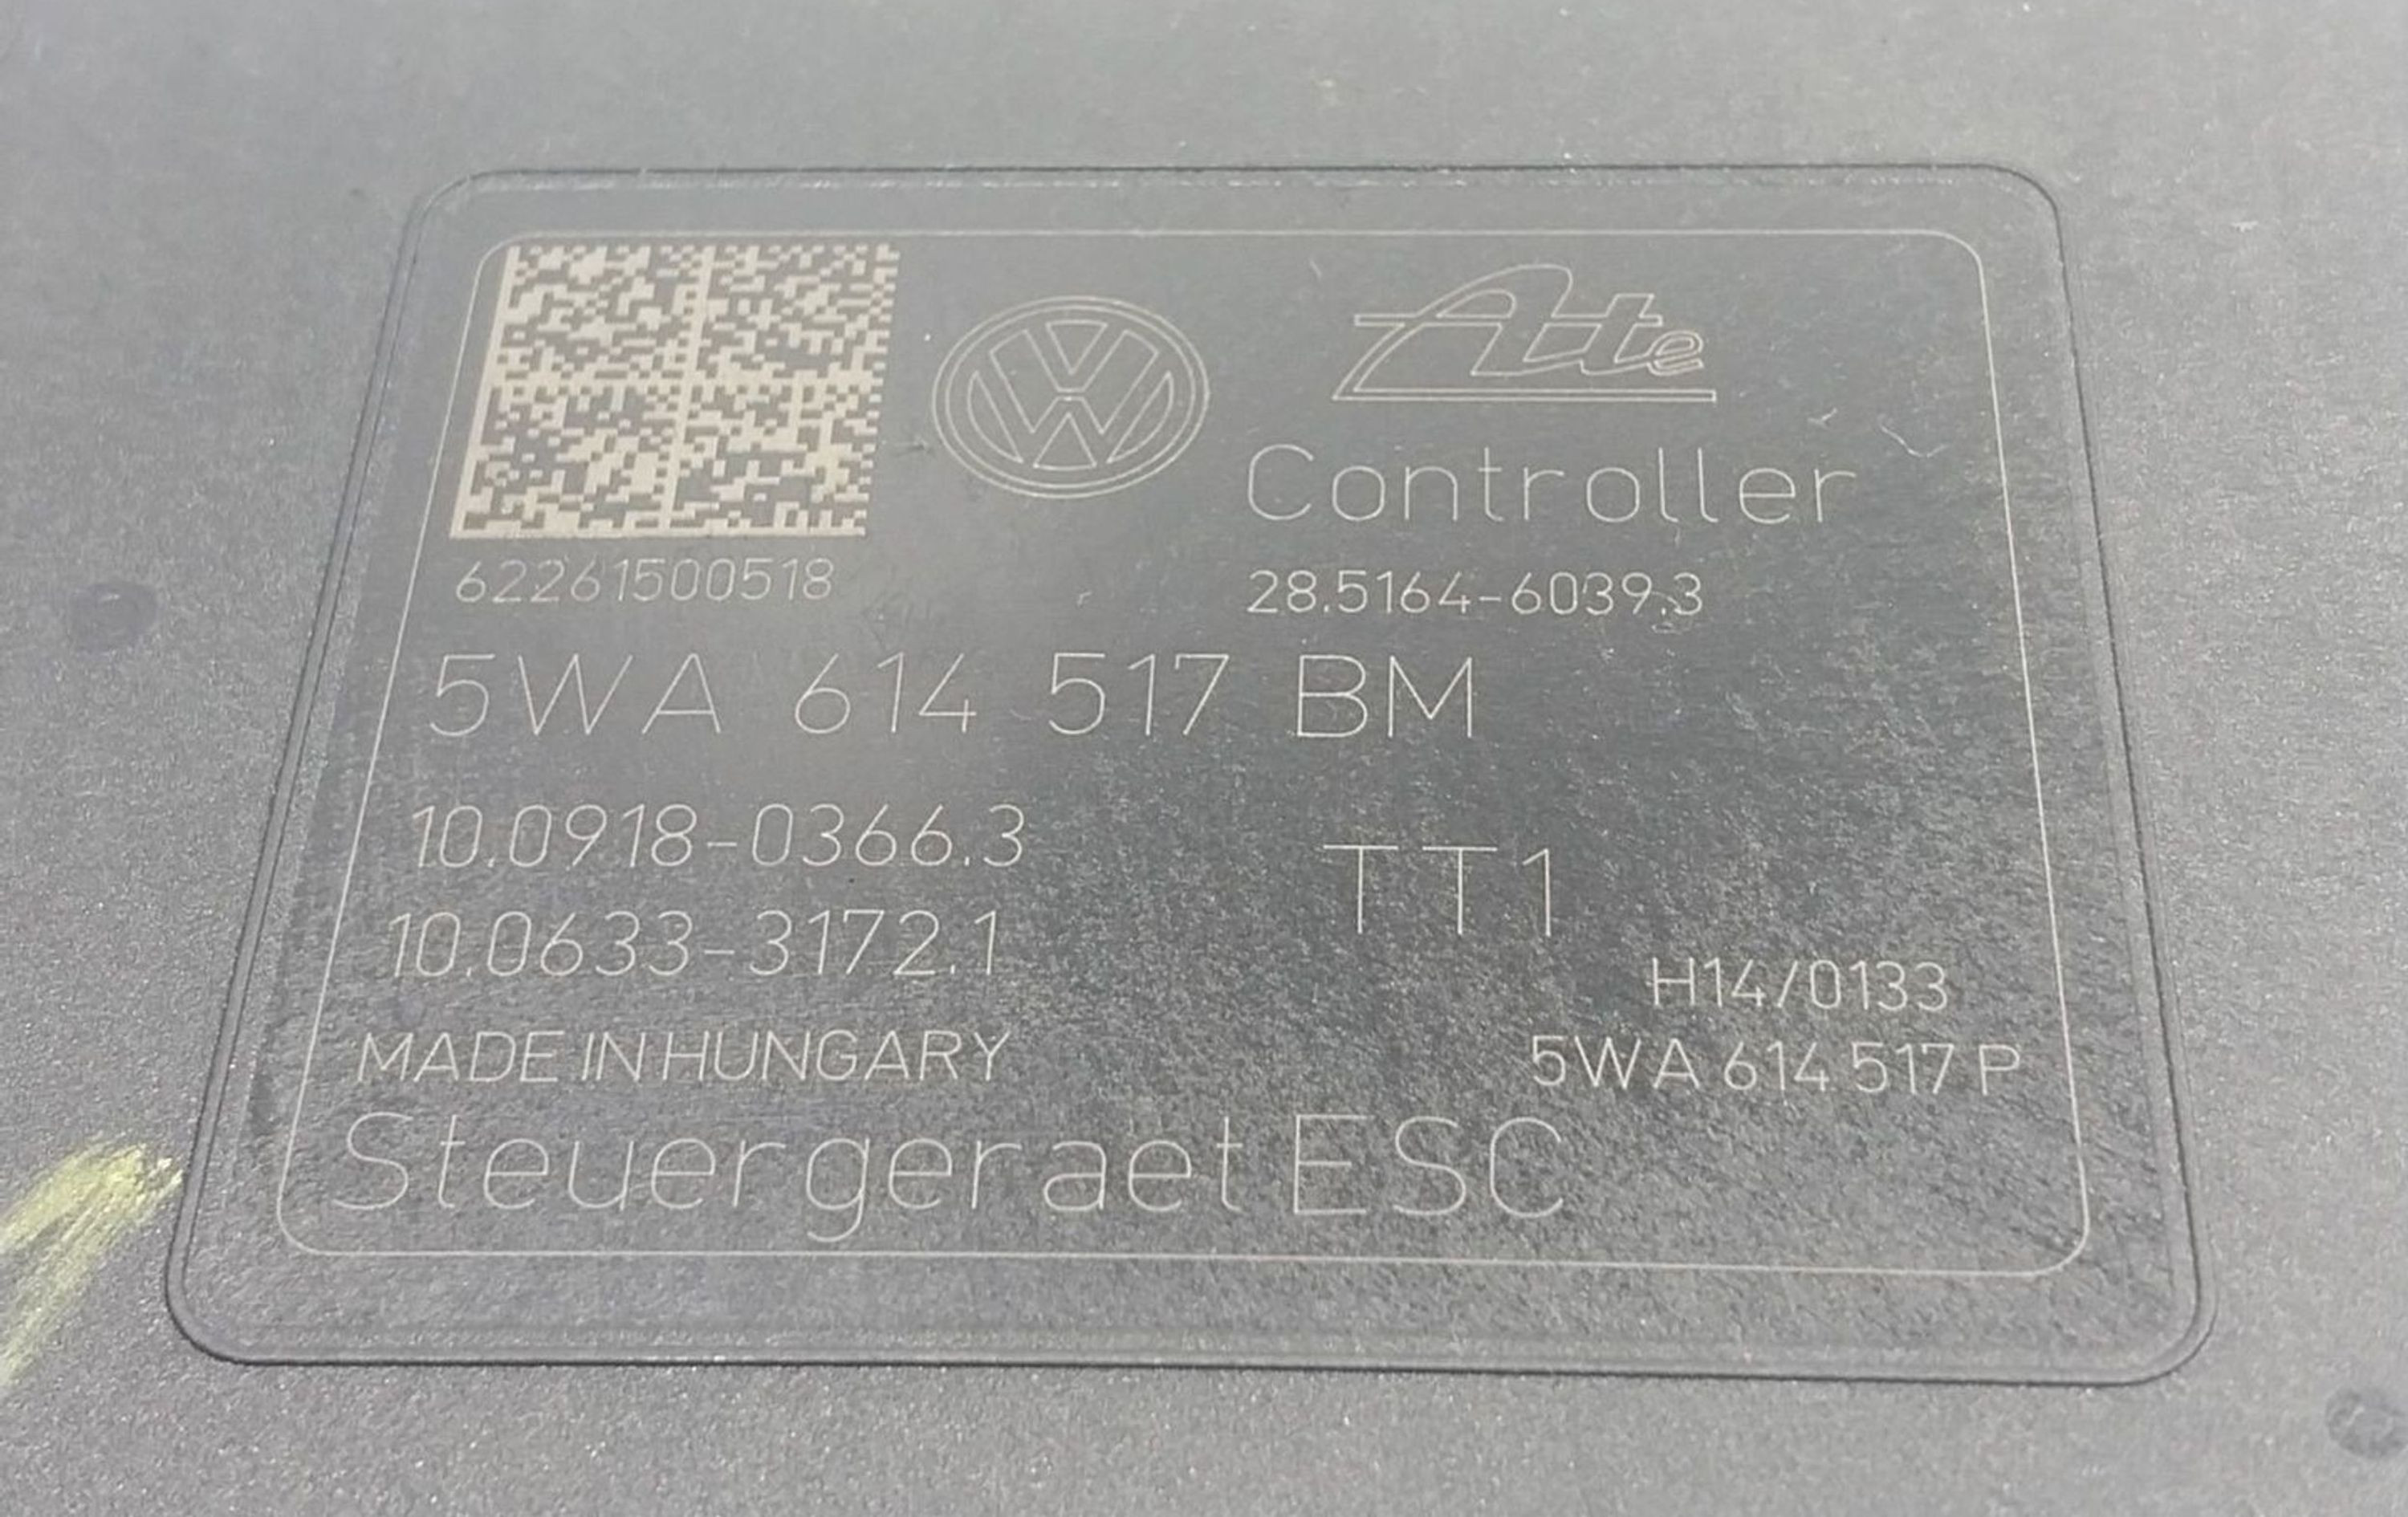 Ate
Controller
62261500518
28.5164-6039.3
5WA 614 517 BM
10.0918-0366.3
TT1
10.0633-3172.1
H14/0133
MADE IN HUNGARY
5WA 614 517 P
Steuergeraet ESC